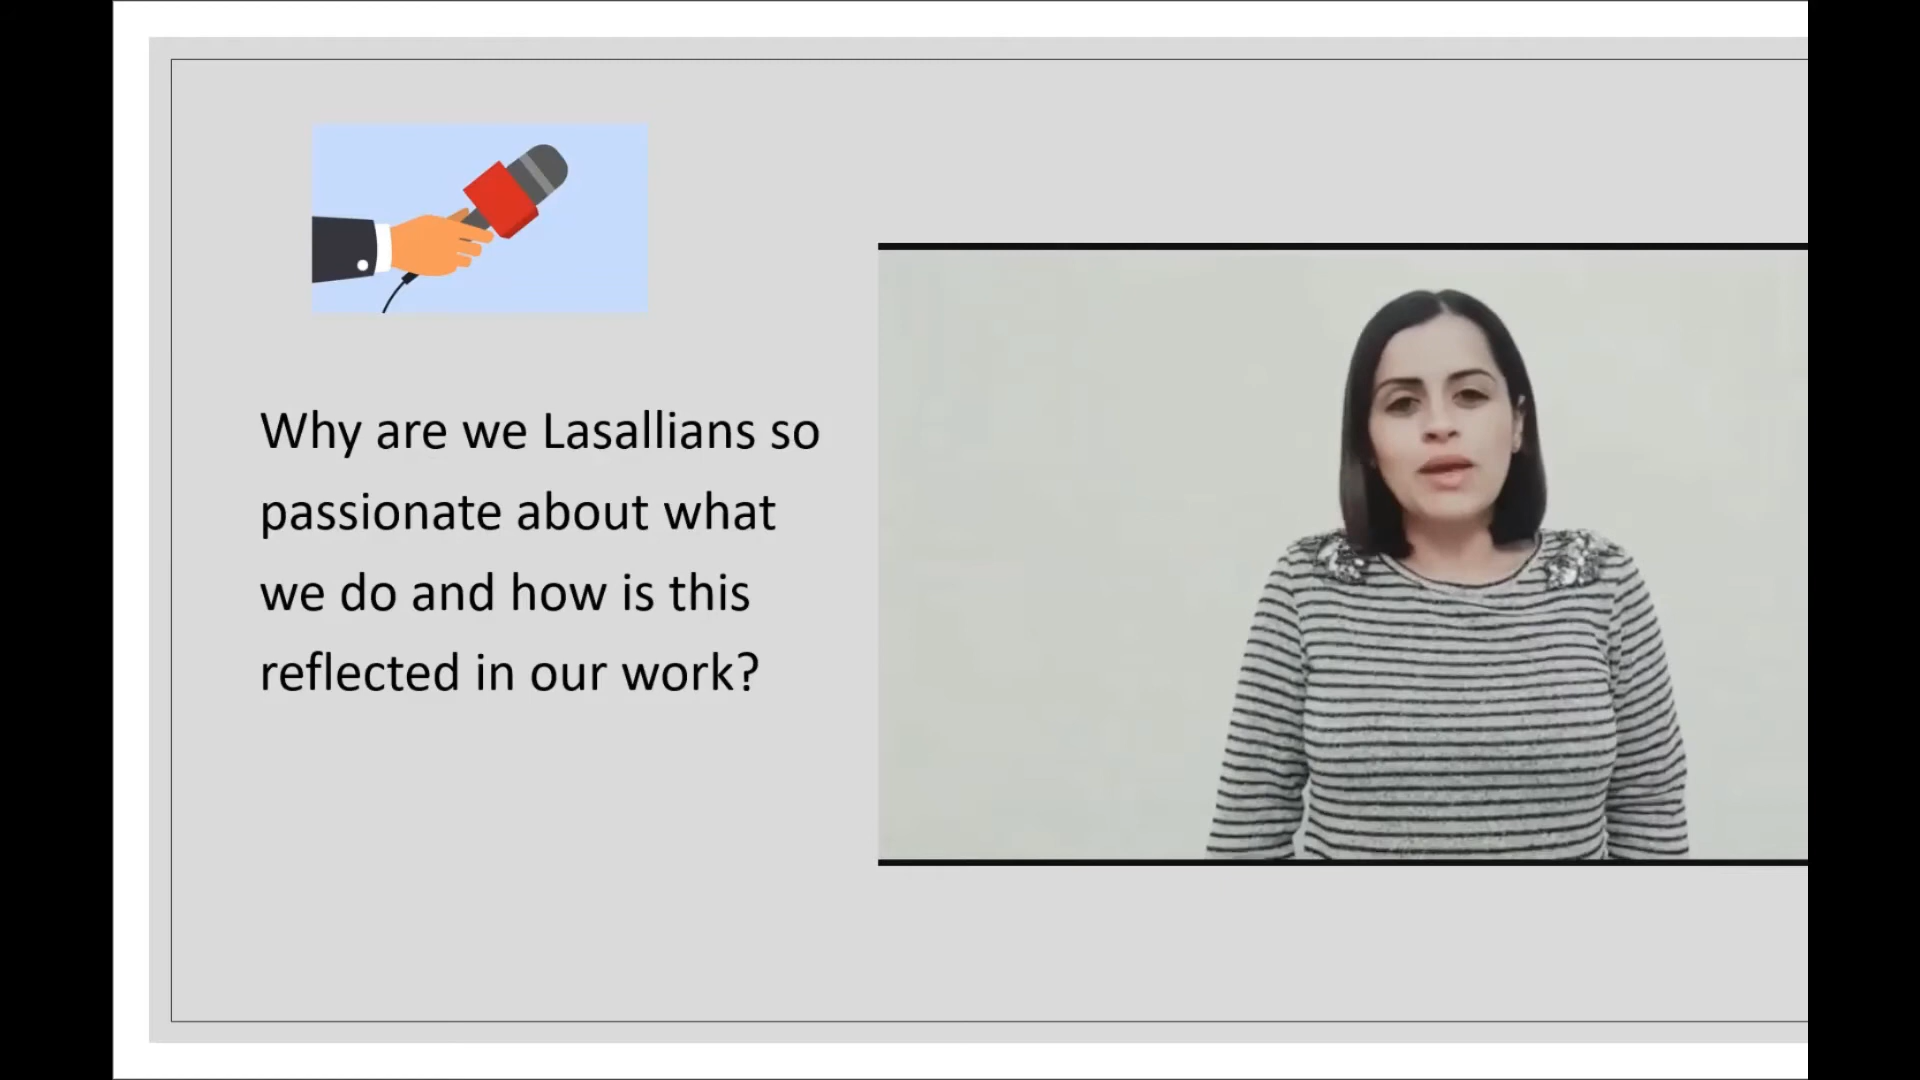 Why are we Lasallians so
passionate about what
we do and how is this
reflected in our work?